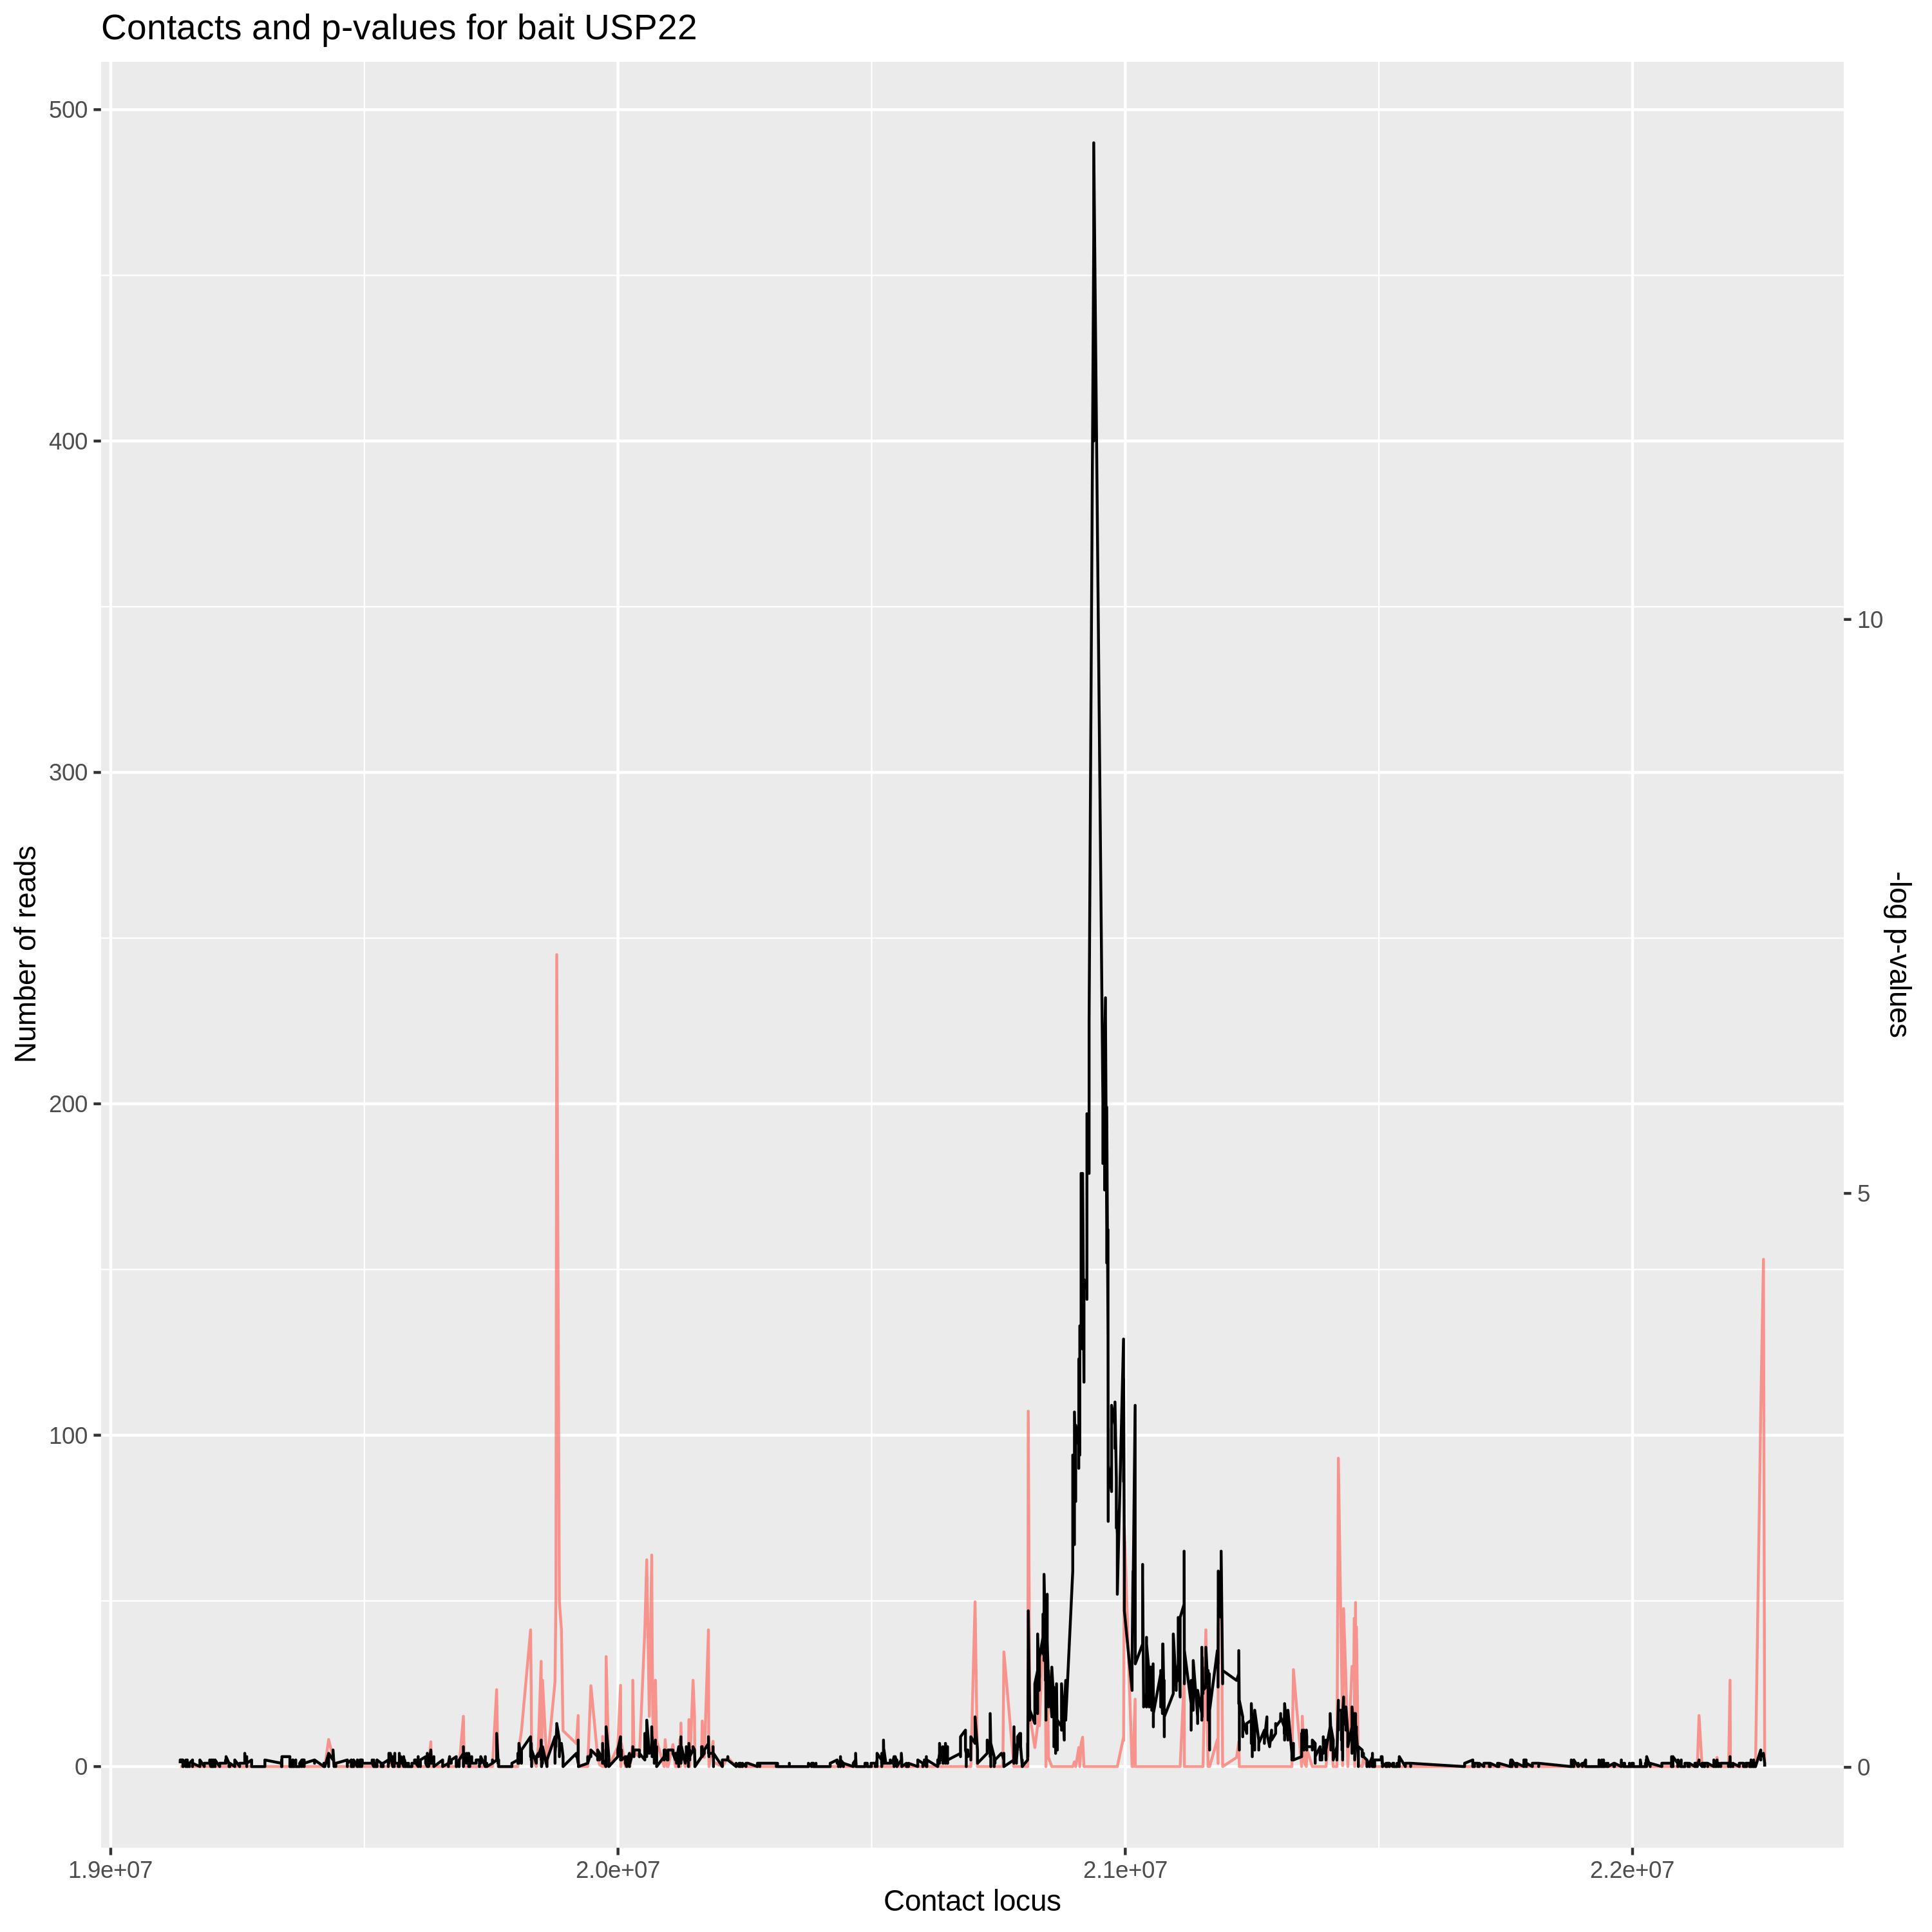 Contacts and p-values for bait USP22
500
400
300
200
100
0
Number of reads
10
5
0
-log p-values
1.9e+07
2.0e+07
2.1e+07
2.2e+07
Contact locus